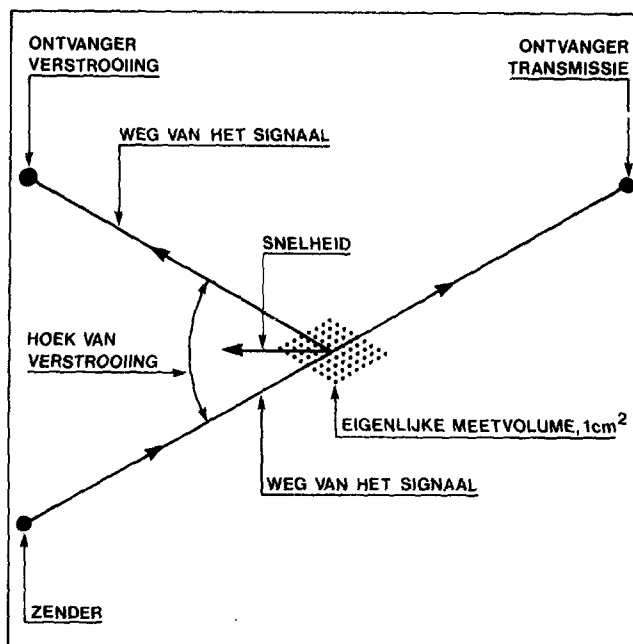 ONTVANGER
VERSTROOIING
ONTVANGER
TRANSMISSIE
WEG VAN HET SIGNAAL
SNELHEID
HOEK VAN
VERSTROOIING
EIGENLIJKE MEETVOLUME, 1cm²
WEG VAN HET SIGNAAL
ZENDER